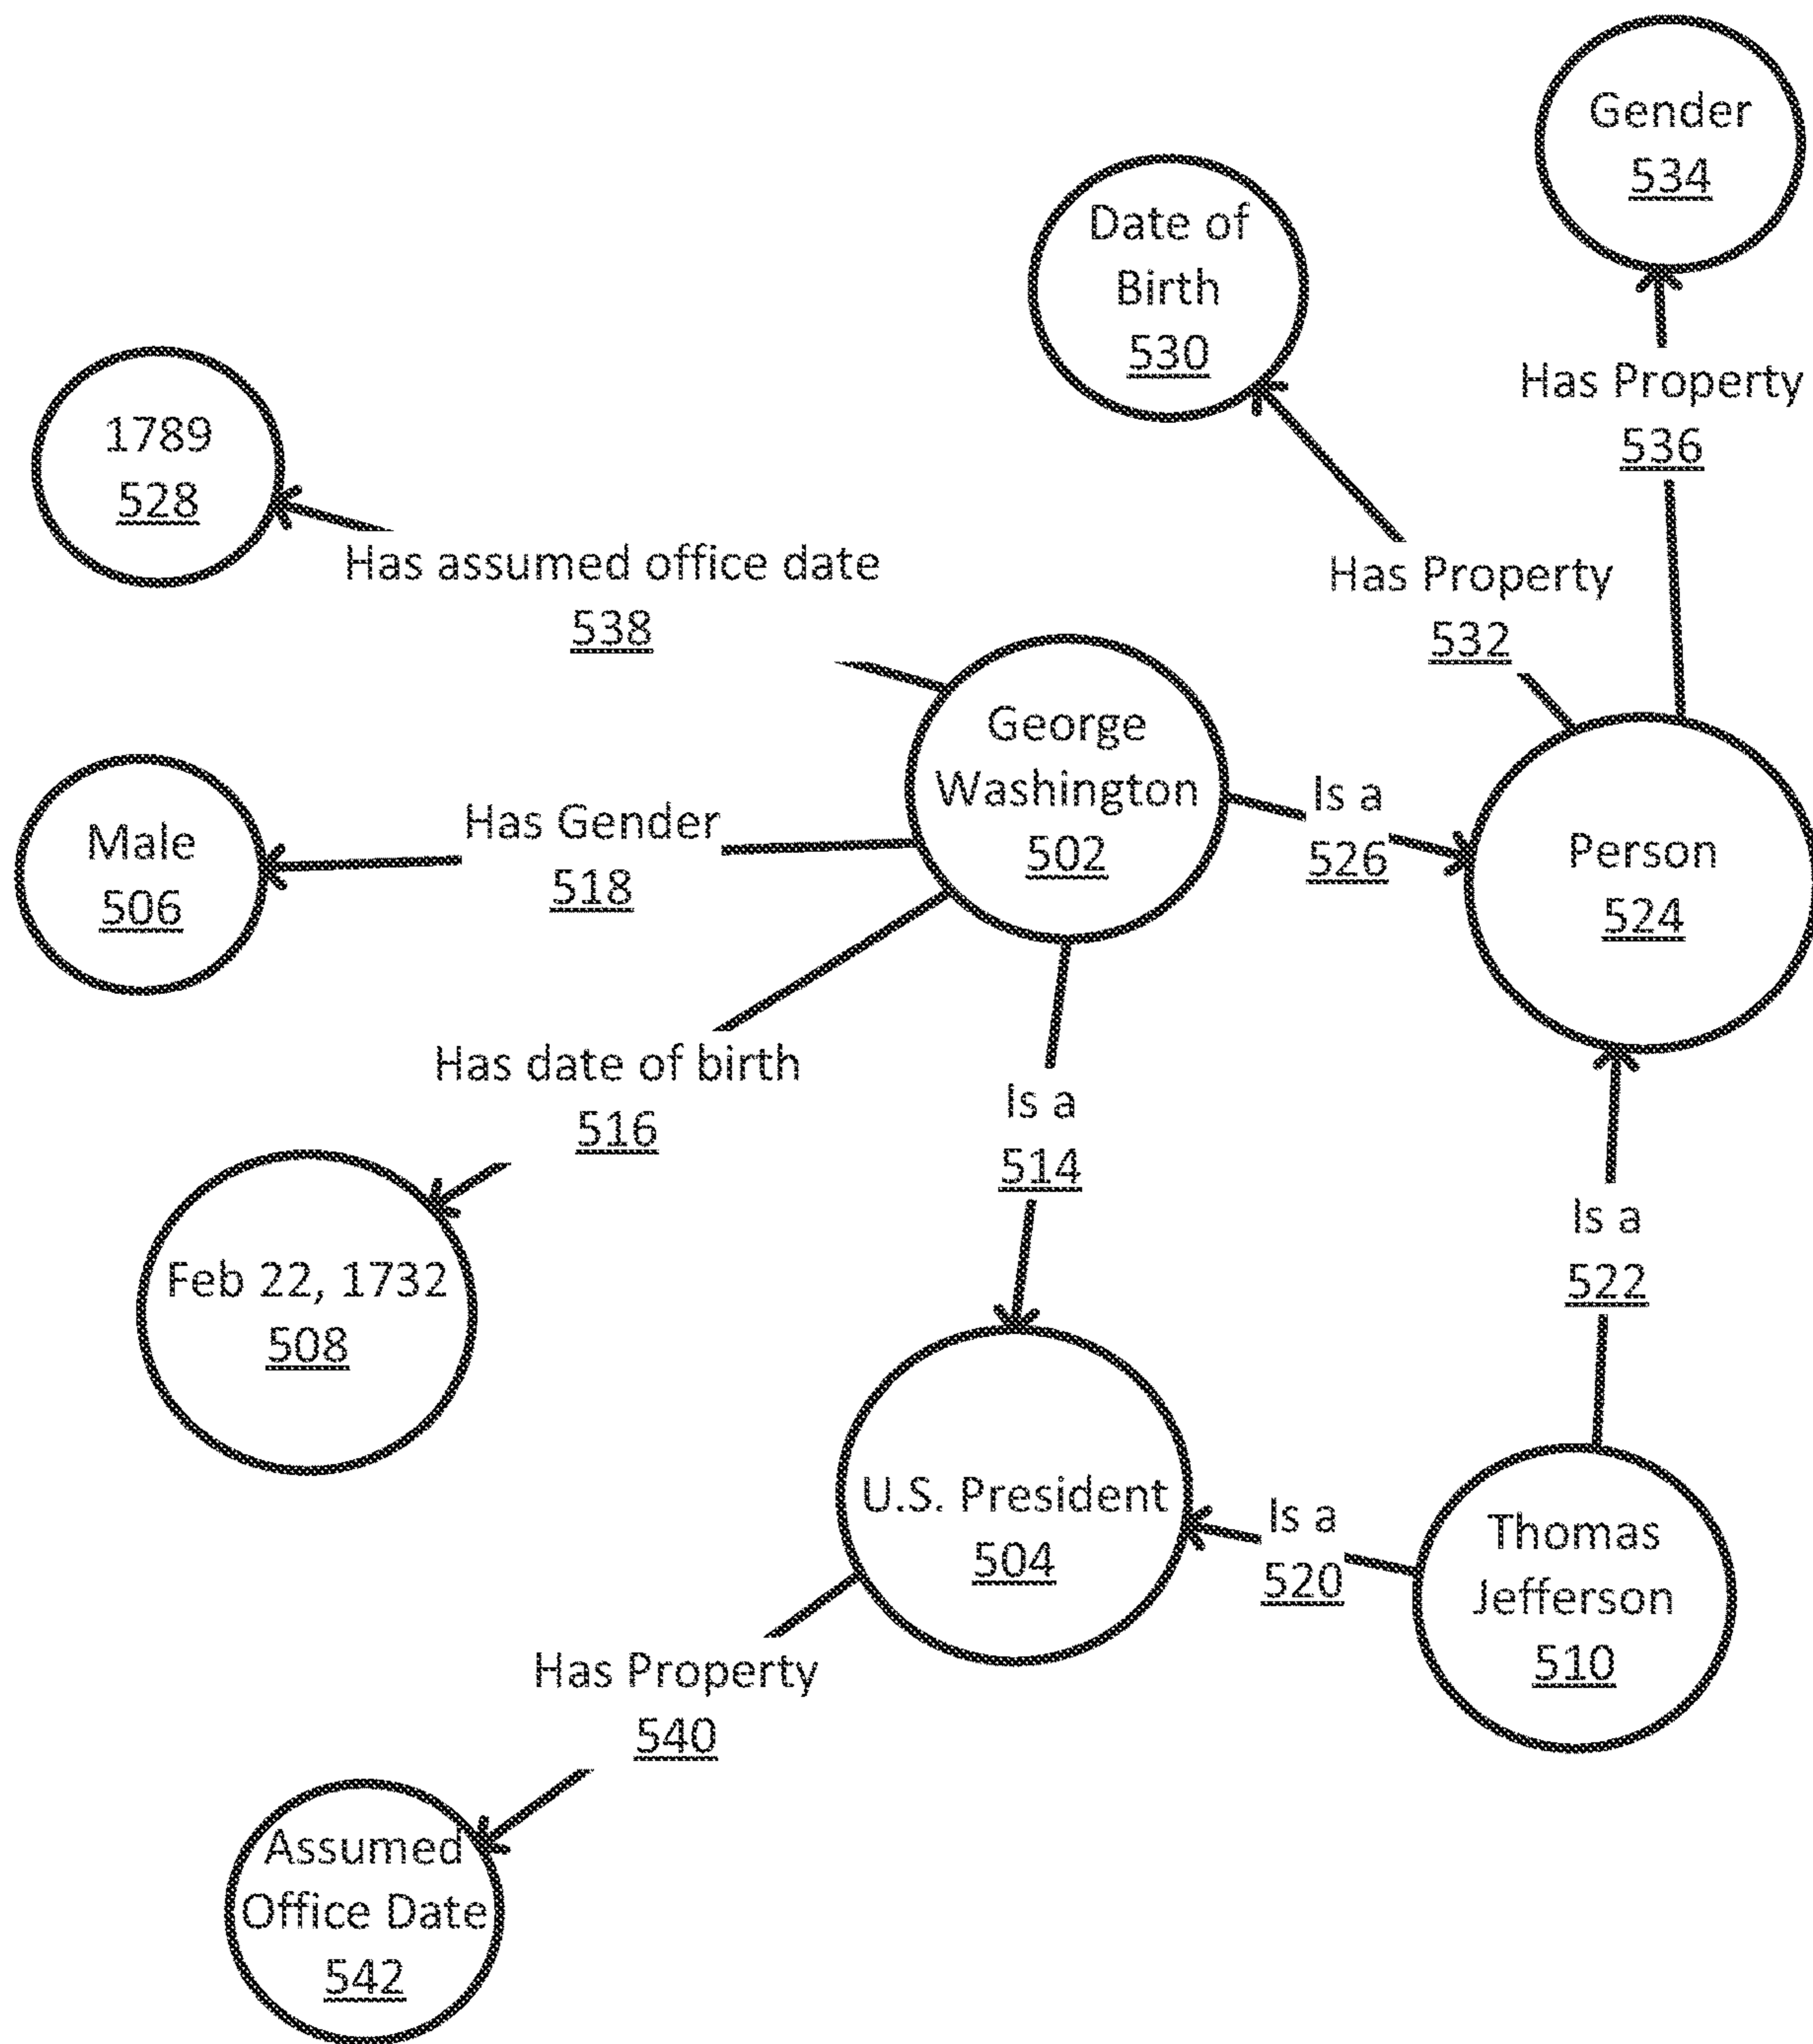 Gender
534
Date of
Birth
530
Has Property
536
1789
528
Has assumed office date
538
Has Property
532
George
Washington
502
Is a
526
Person
524
Male
506
Has Gender
518
Has date of birth
516
Is a
514
Feb 22, 1732
508
Is a
522
U.S. President
504
Is a
520
Thomas
Jefferson
510
Has Property
540
Assumed
Office Date
542